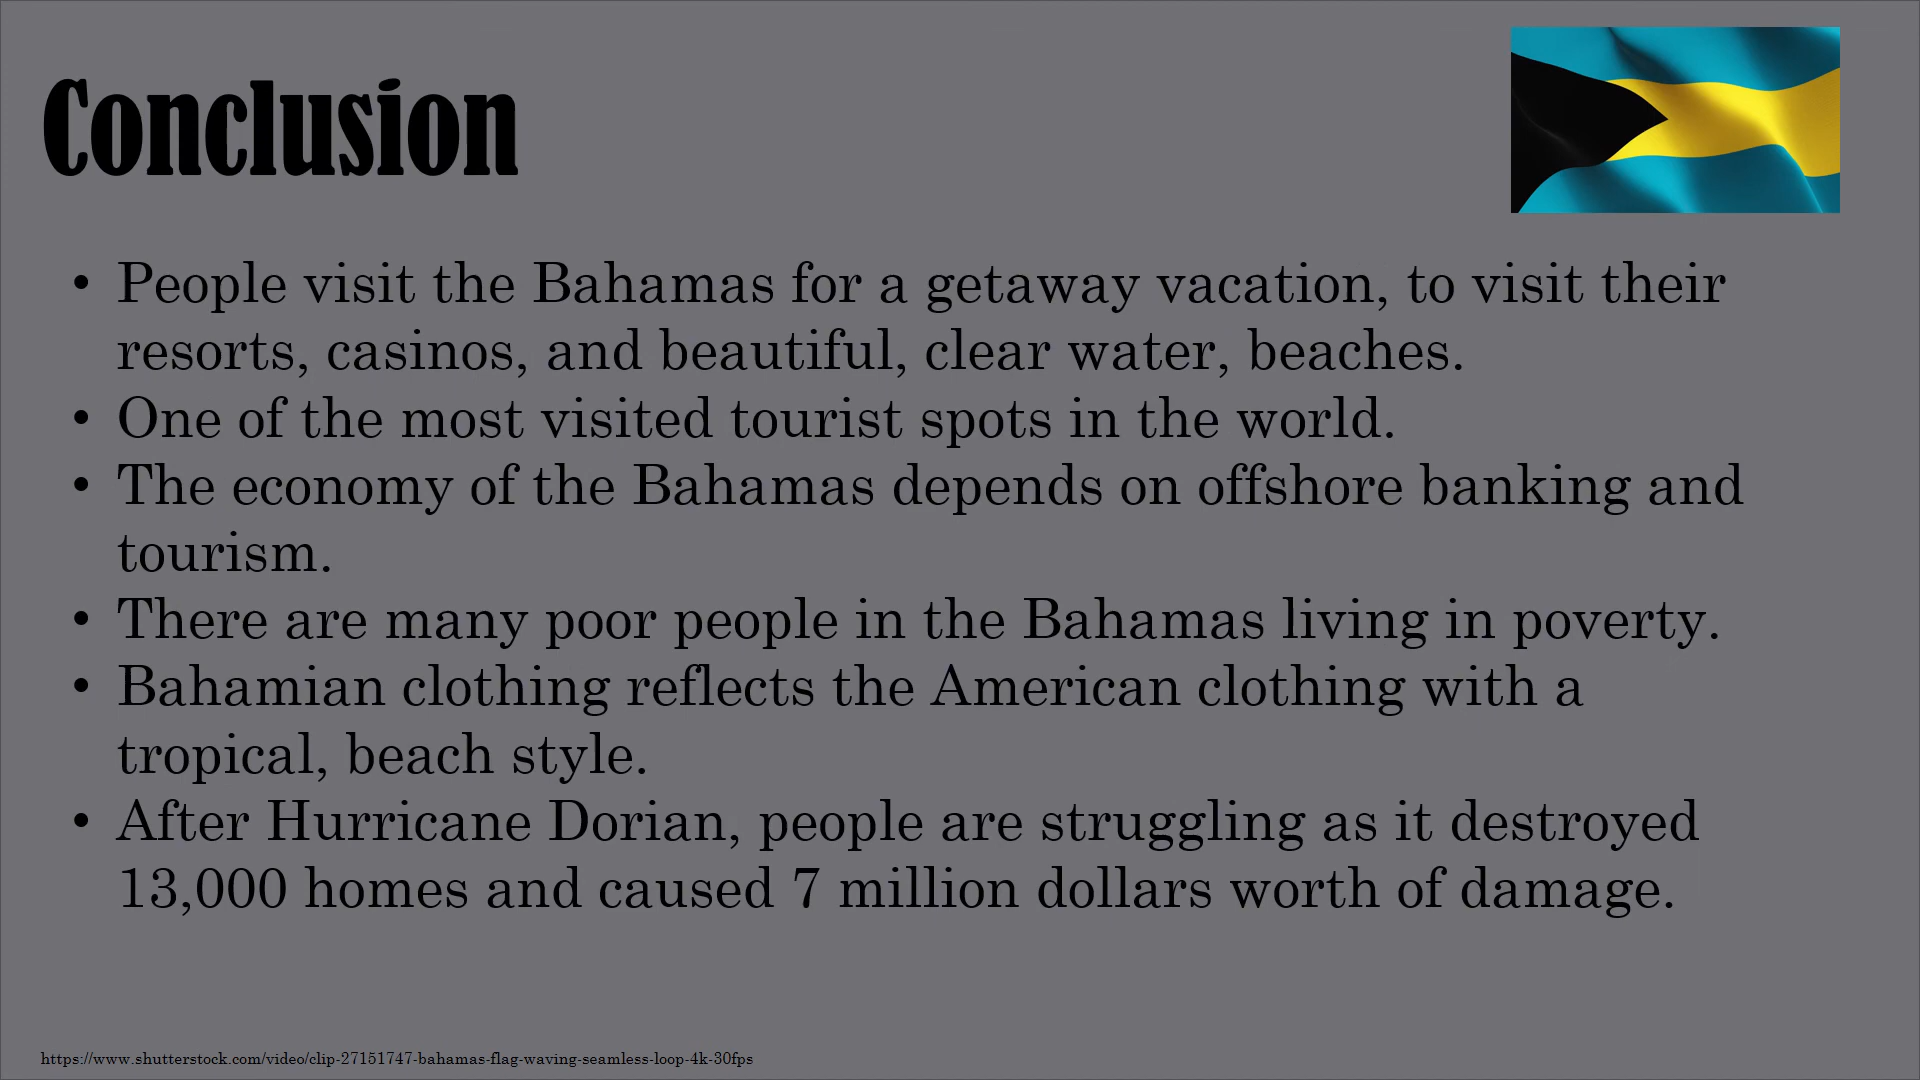 Conclusion
• People visit the Bahamas for a getaway vacation, to visit their
resorts, casinos, and beautiful, clear water, beaches.
• One of the most visited tourist spots in the world.
• The economy of the Bahamas depends on offshore banking and
tourism.
• There are many poor people in the Bahamas living in poverty.
• Bahamian clothing reflects the American clothing with a
tropical, beach style.
• After Hurricane Dorian, people are struggling as it destroyed
13,000 homes and caused 7 million dollars worth of damage.
https://www.shutterstock.com/video/clip-27151747-bahamas-flag-waving-seamless-loop-4k-30fps